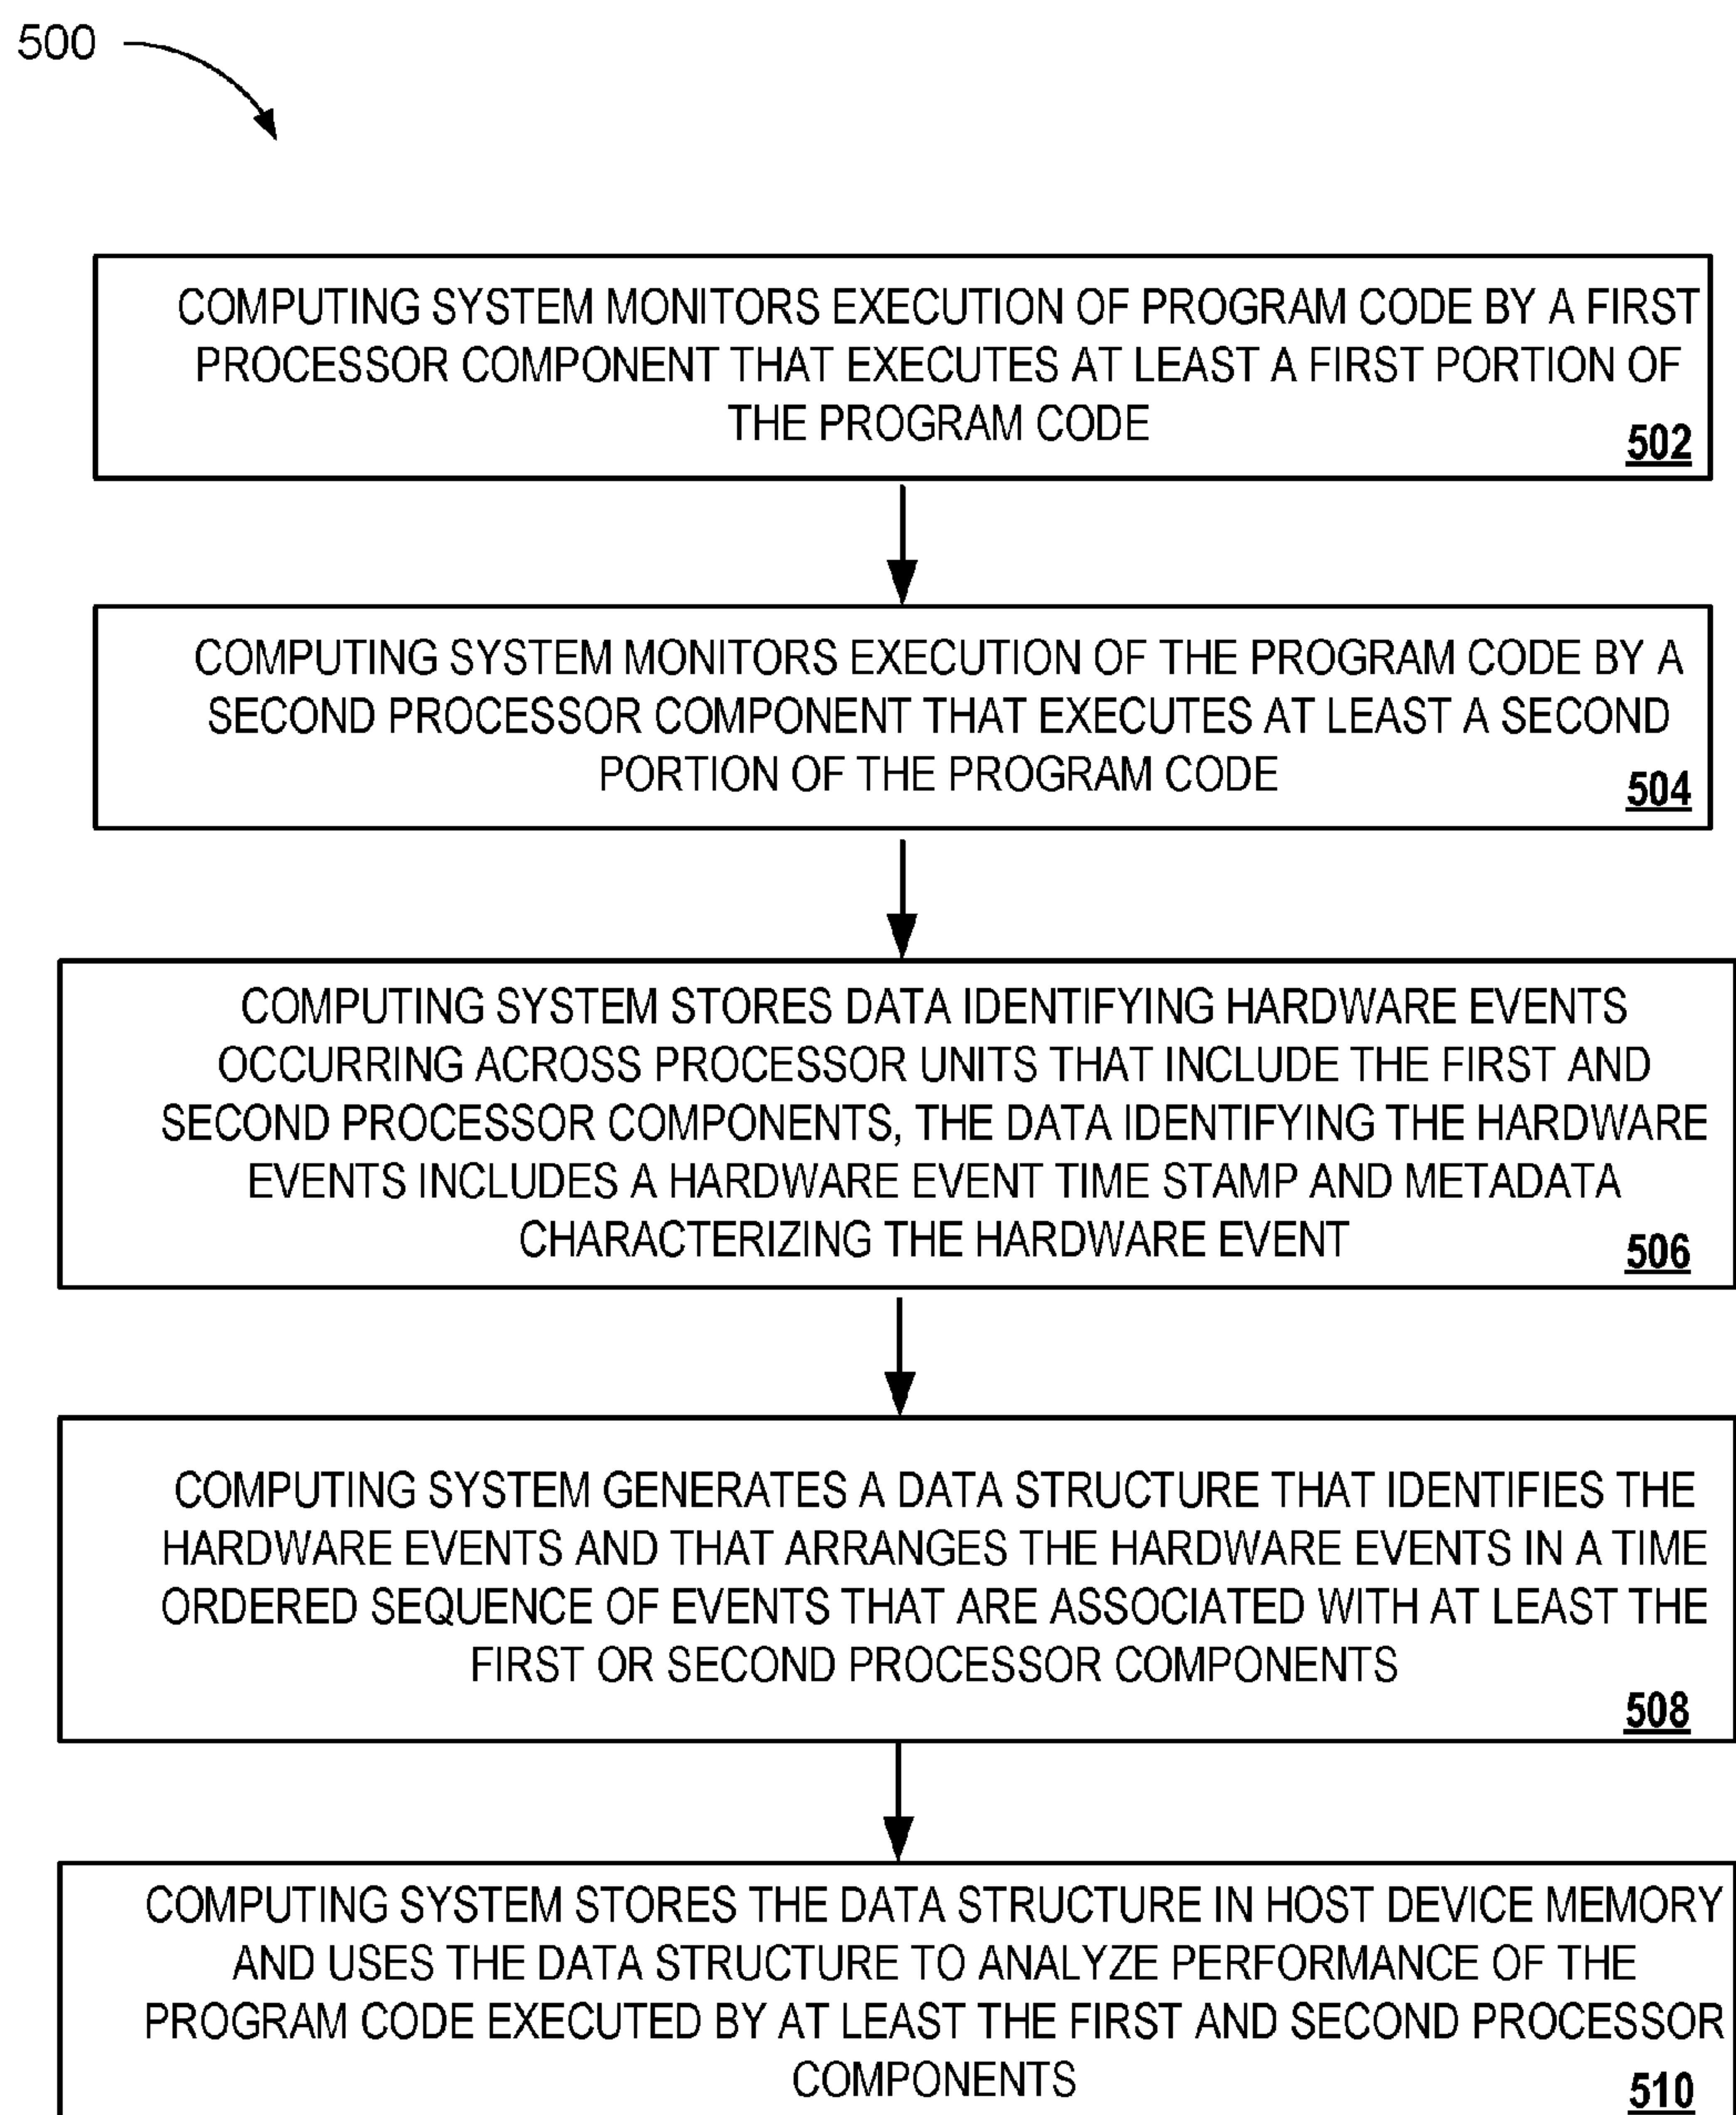 500
COMPUTING SYSTEM MONITORS EXECUTION OF PROGRAM CODE BY A FIRST
PROCESSOR COMPONENT THAT EXECUTES AT LEAST A FIRST PORTION OF
THE PROGRAM CODE
502
COMPUTING SYSTEM MONITORS EXECUTION OF THE PROGRAM CODE BY A
SECOND PROCESSOR COMPONENT THAT EXECUTES AT LEAST A SECOND
PORTION OF THE PROGRAM CODE
504
COMPUTING SYSTEM STORES DATA IDENTIFYING HARDWARE EVENTS
OCCURRING ACROSS PROCESSOR UNITS THAT INCLUDE THE FIRST AND
SECOND PROCESSOR COMPONENTS, THE DATA IDENTIFYING THE HARDWARE
EVENTS INCLUDES A HARDWARE EVENT TIME STAMP AND METADATA
CHARACTERIZING THE HARDWARE EVENT
506
COMPUTING SYSTEM GENERATES A DATA STRUCTURE THAT IDENTIFIES THE
HARDWARE EVENTS AND THAT ARRANGES THE HARDWARE EVENTS IN A TIME
ORDERED SEQUENCE OF EVENTS THAT ARE ASSOCIATED WITH AT LEAST THE
FIRST OR SECOND PROCESSOR COMPONENTS
508
COMPUTING SYSTEM STORES THE DATA STRUCTURE IN HOST DEVICE MEMORY
AND USES THE DATA STRUCTURE TO ANALYZE PERFORMANCE OF THE
PROGRAM CODE EXECUTED BY AT LEAST THE FIRST AND SECOND PROCESSOR
COMPONENTS
510